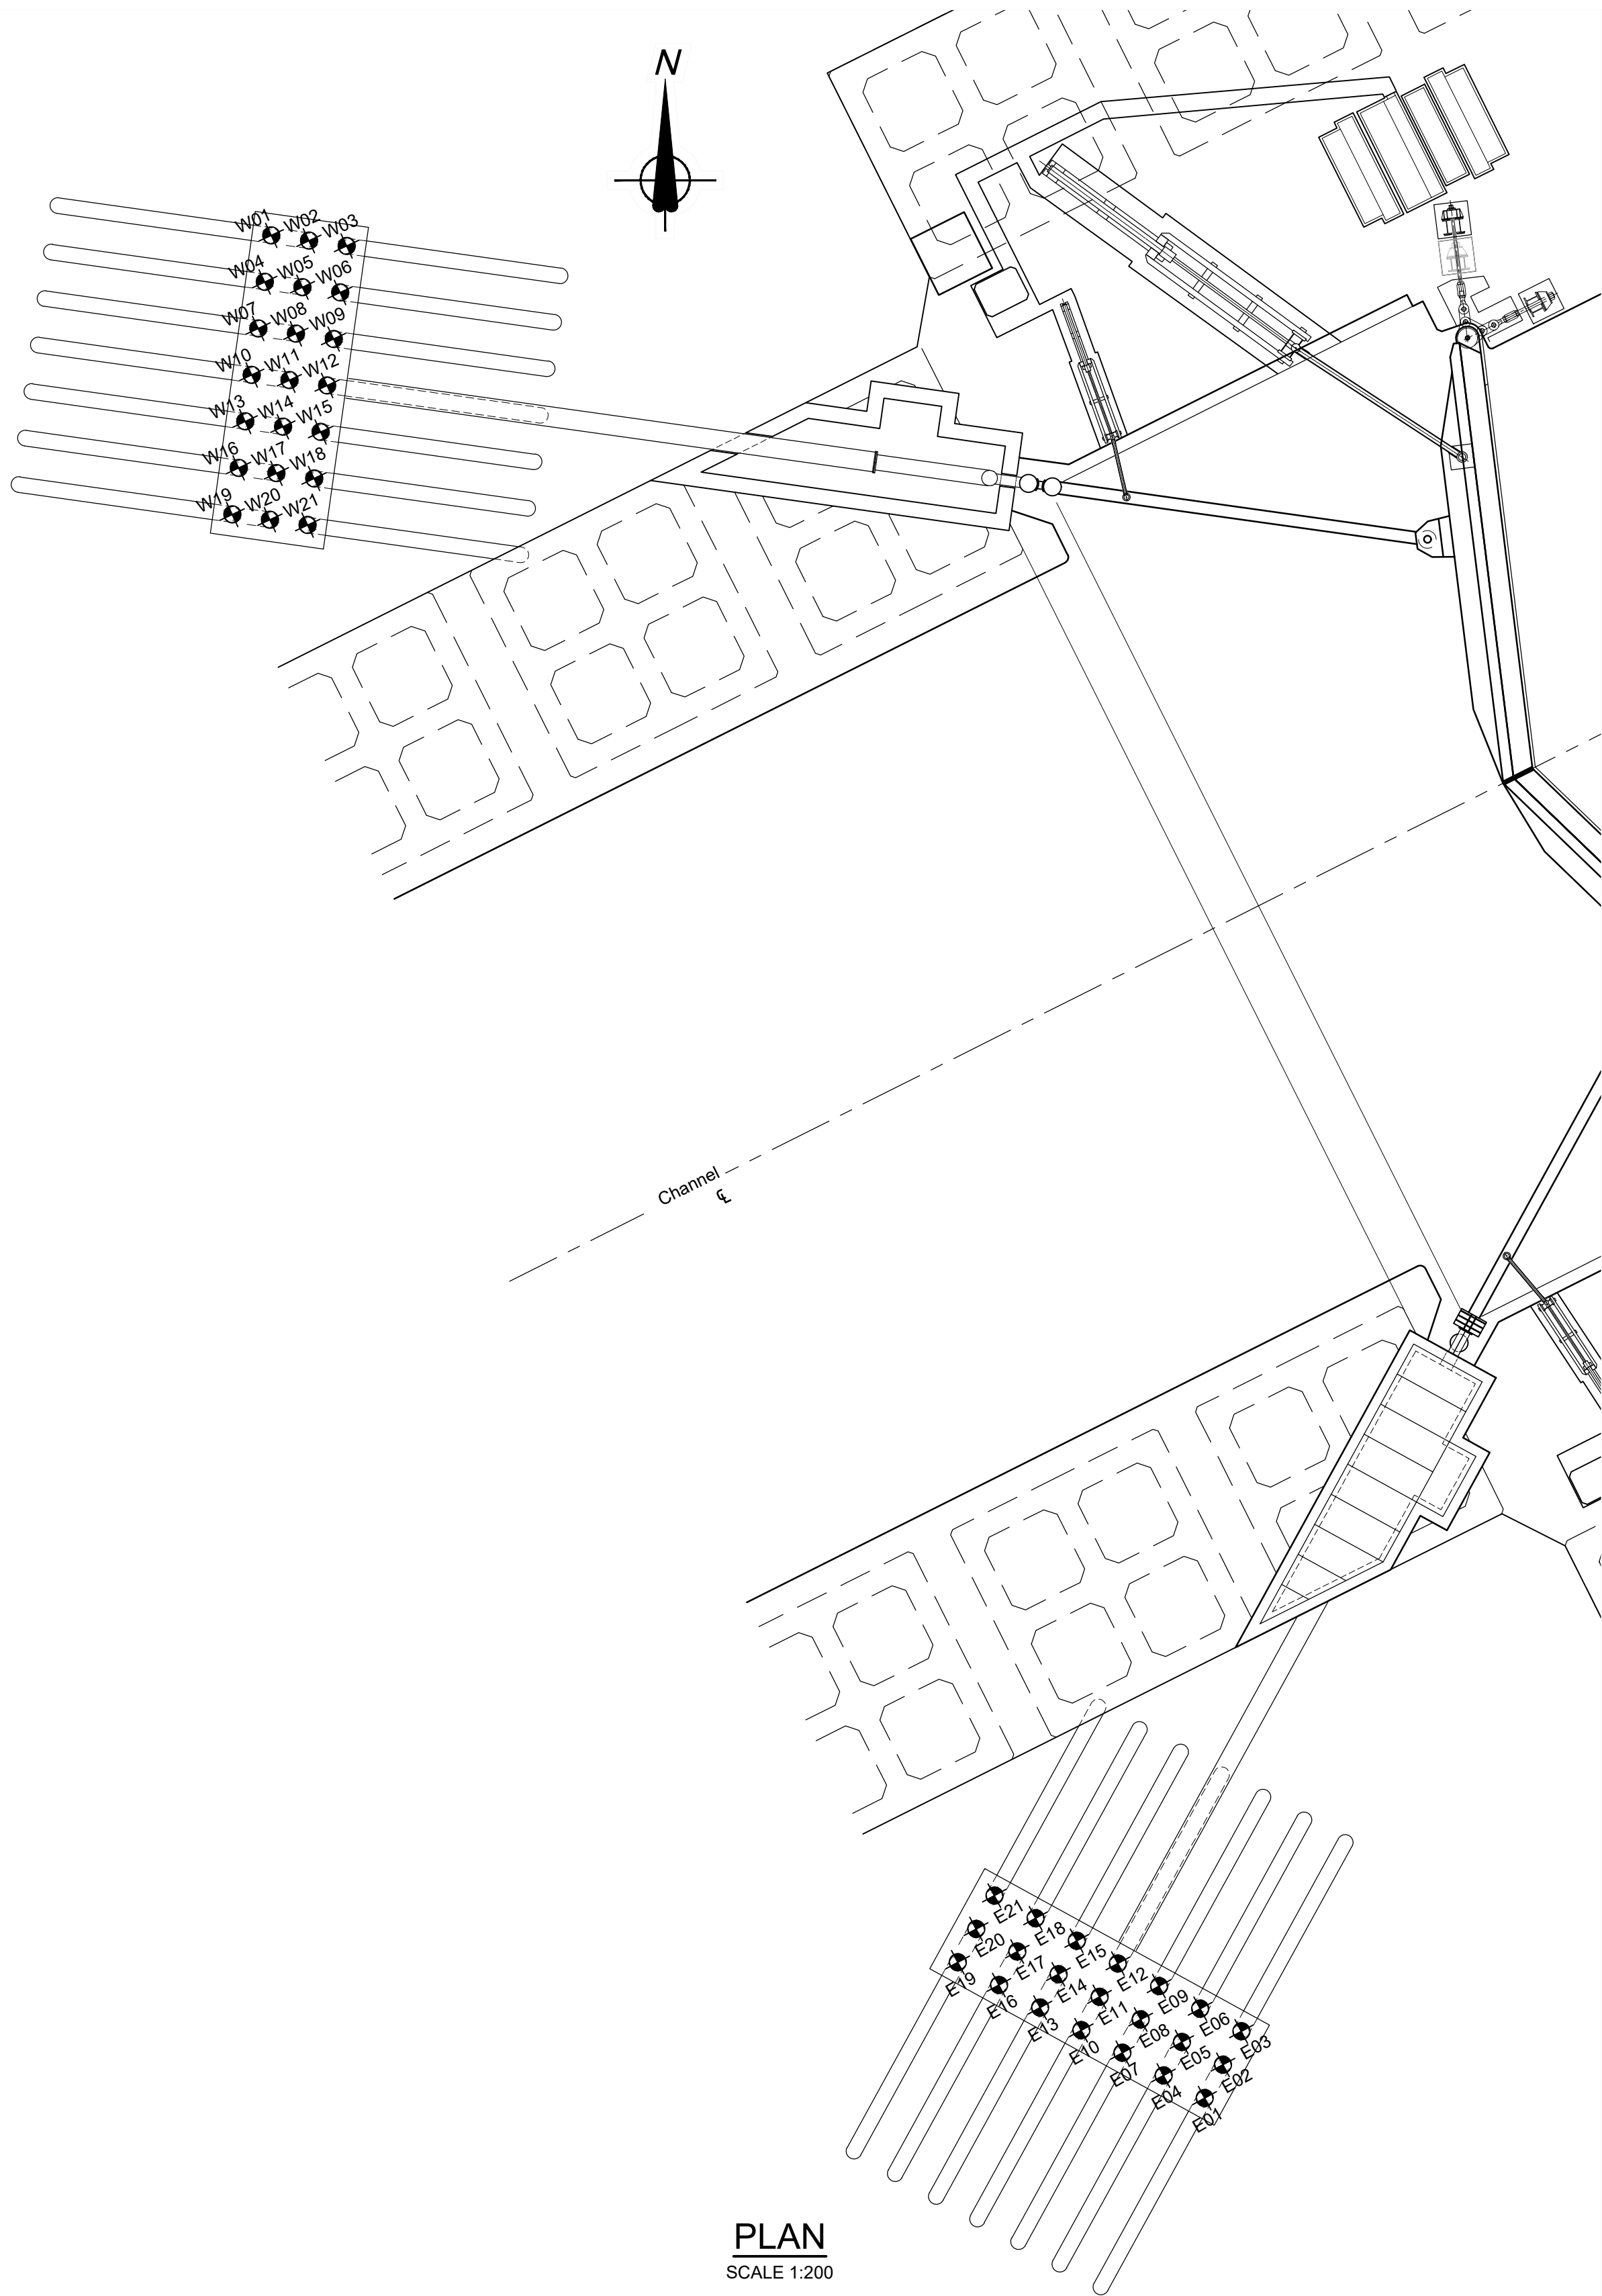 N
W01 W02 W03
W04 W05 W06
W07 W08 W09
W10 W11 W12
W13 W14 W15
W16 W17 W18
W19 W20 W21
Channel
℄
E21
E20 E18
E19 E17 E15
E16 E14 E12
E13 E11 E09
E10 E08 E06
E07 E05 E03
E04 E02
E01
PLAN
SCALE 1:200